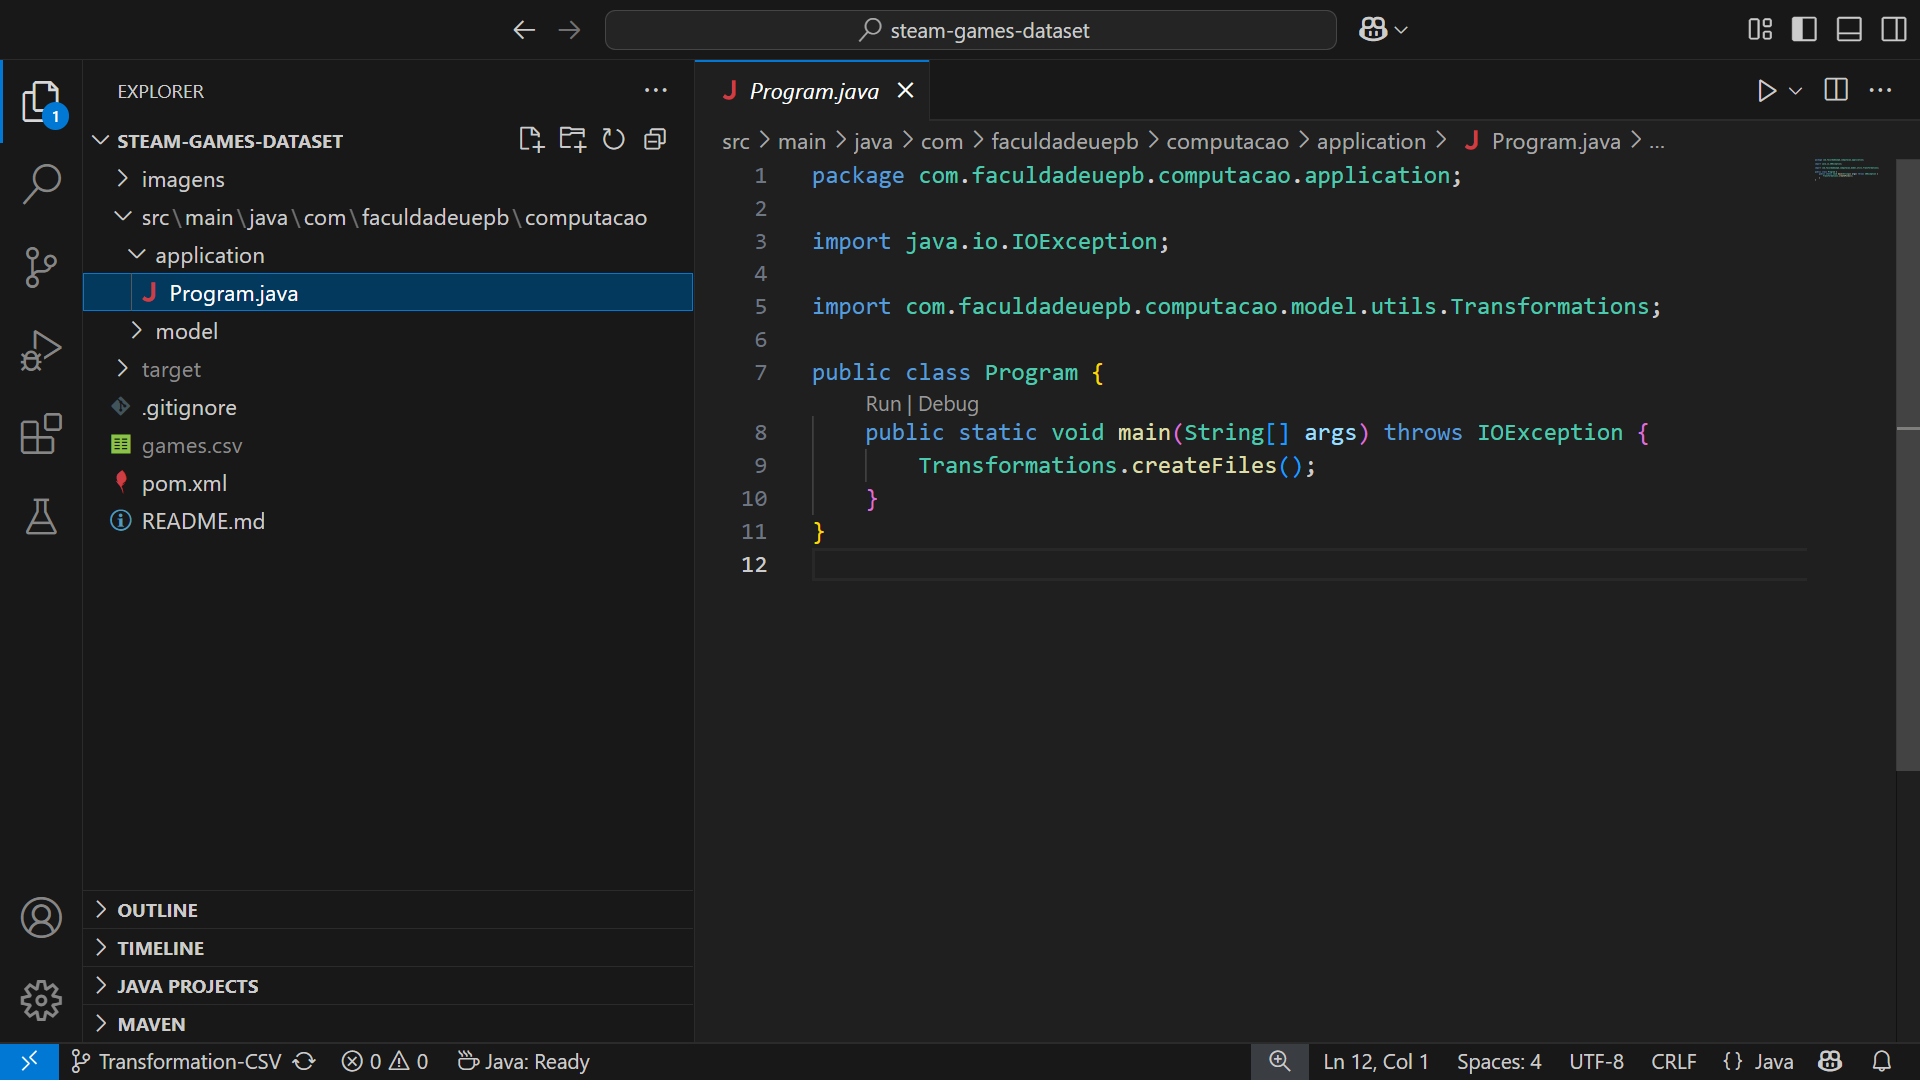 steam-games-dataset
1
EXPLORER
STEAM-GAMES-DATASET
imagens
src\main\java\com\faculdadeuepb\computacao
application
J Program.java
model
target
.gitignore
games.csv
pom.xml
README.md
OUTLINE
TIMELINE
JAVA PROJECTS
MAVEN
J Program.java
src > main > java > com > faculdadeuepb > computacao > application > J Program.java > ...
1 package com.faculdadeuepb.computacao.application;
2
3 import java.io.IOException;
4
5 import com.faculdadeuepb.computacao.model.utils.Transformations;
6
7 public class Program {
Run | Debug
8 public static void main(String[] args) throws IOException {
9 Transformations.createFiles();
10 }
11 }
12
Transformation-CSV 0 0 Java: Ready Ln 12, Col 1 Spaces: 4 UTF-8 CRLF {} Java